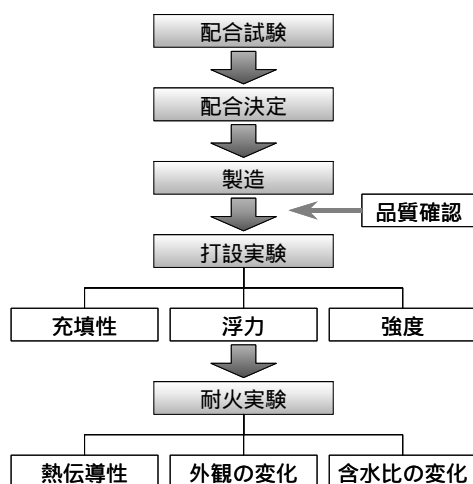 配合試験
配合決定
製造
品質確認
打設実験
充填性
浮力
強度
耐火実験
熱伝導性
外観の変化
含水比の変化